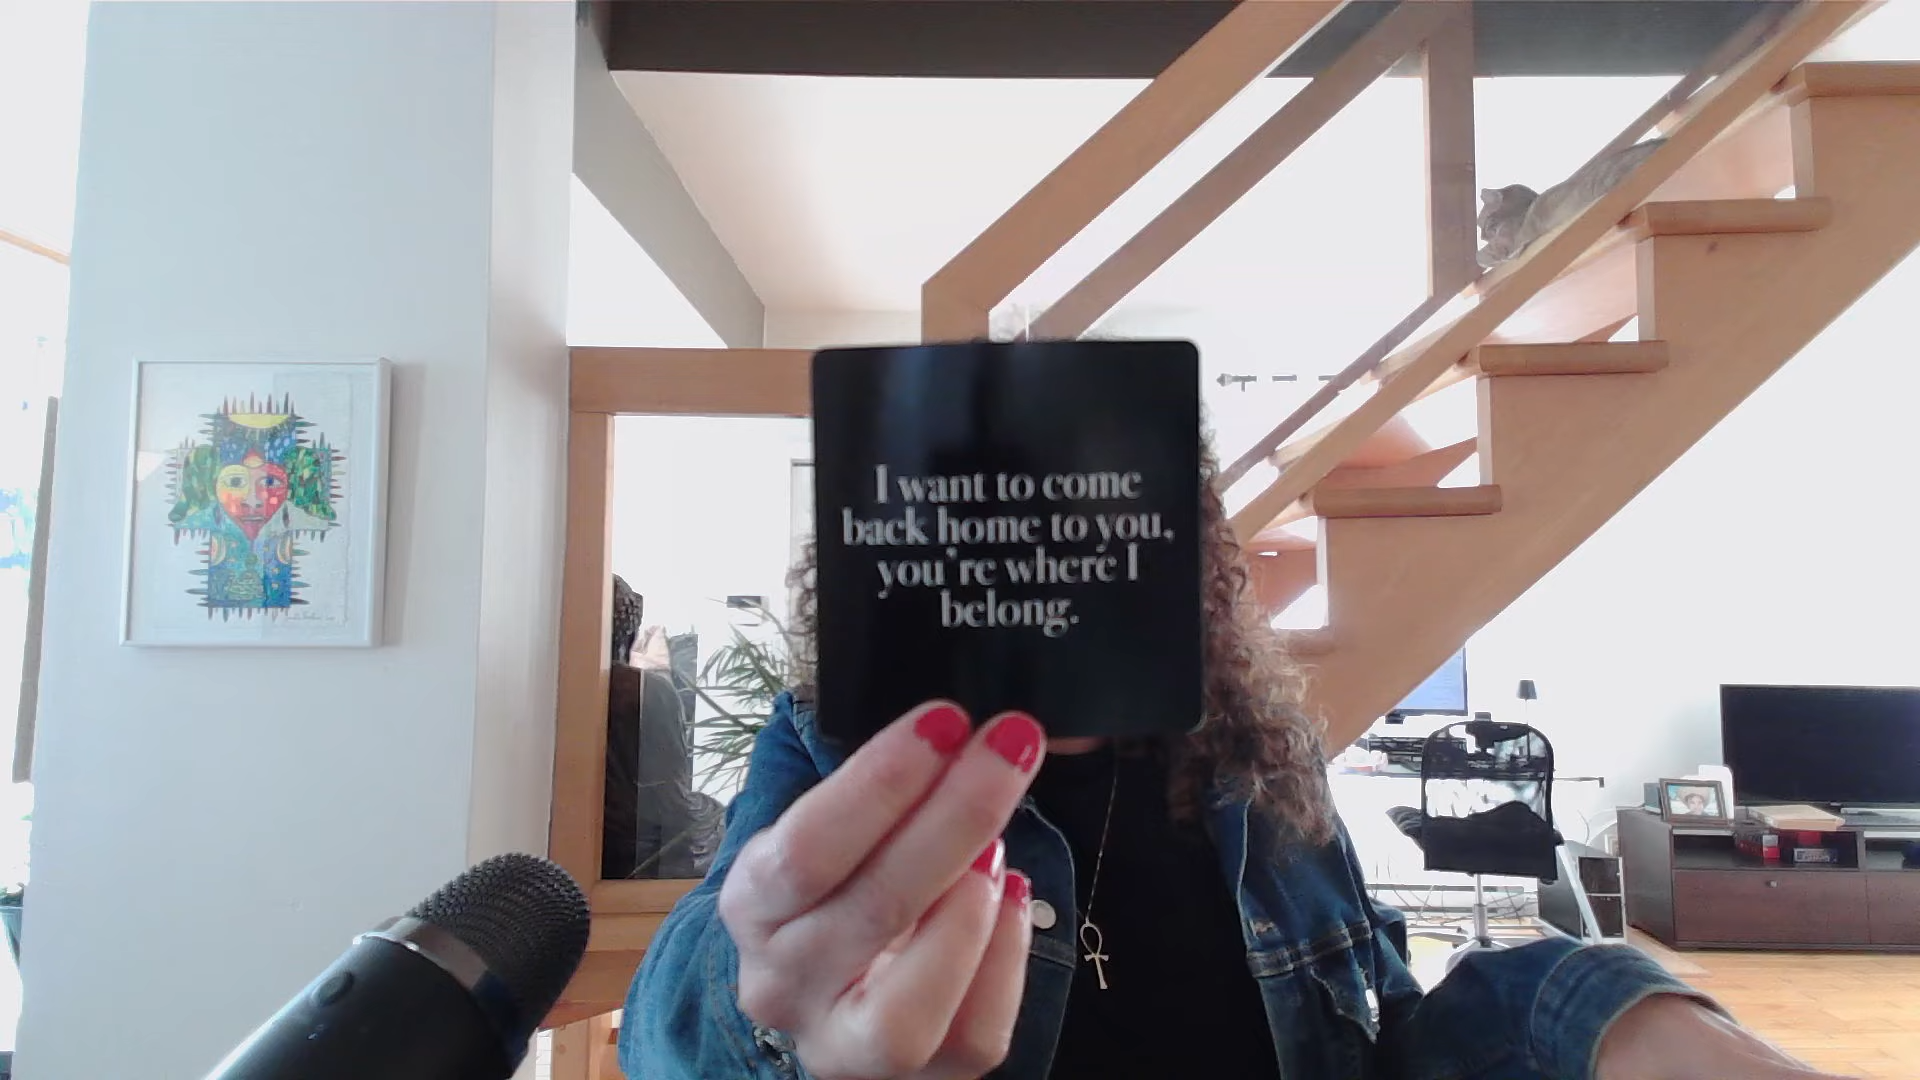 I want to come
back home to you,
you're where I
belong.